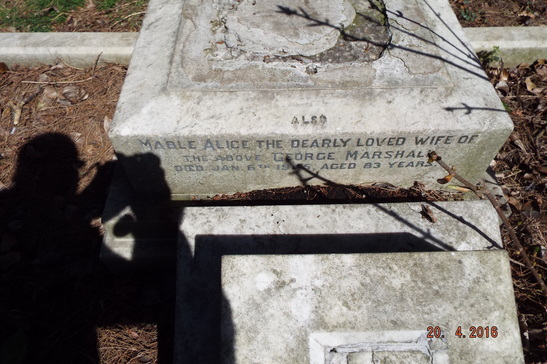 ALSO
MABLE ALICE THE DEARLY LOVED WIFE OF
THE ABOVE GEORGE MARSHALL
DIED JAN. 6TH AGED 83 YEARS
20. 4. 2016